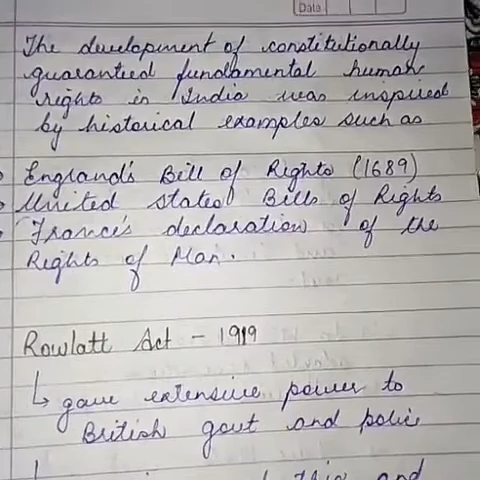 Data
The development of constitutionally
guaranteed fundamental human
rights in India was inspired
by historical examples such as
England's Bill of Rights (1689)
United states Bills of Rights
France's declaration of the
Rights of Man.
Rowlatt Act - 1919
↳ gave extensive power to
British govt and police
this and